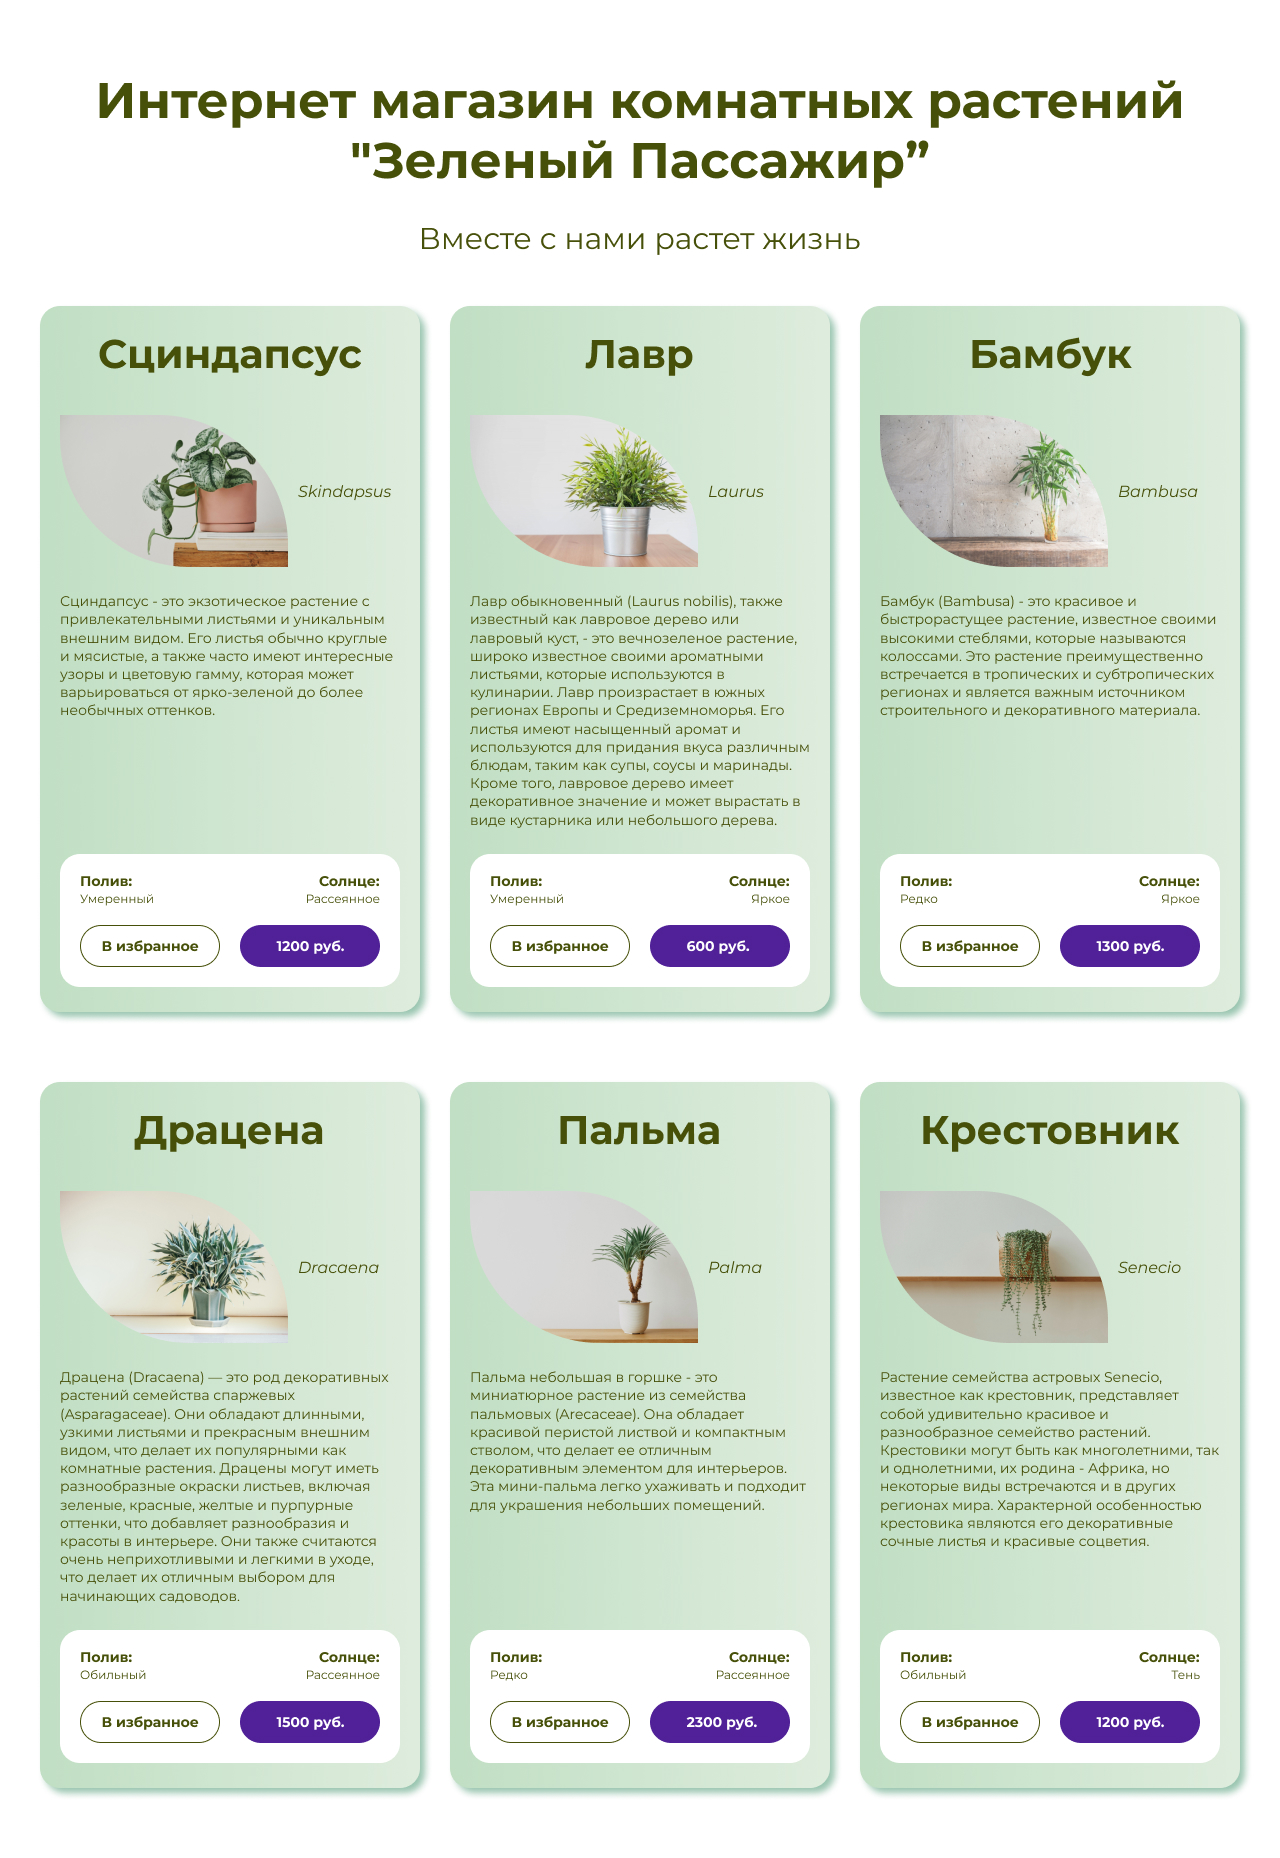 Интернет магазин комнатных растений
"Зеленый Пассажир”
Вместе с нами растет жизнь
Сциндапсус
Skindapsus
Сциндапсус - это экзотическое растение с
привлекательными листьями и уникальным
внешним видом. Его листья обычно круглые
и мясистые, а также часто имеют интересные
узоры и цветовую гамму, которая может
варьироваться от ярко-зеленой до более
необычных оттенков.
Полив:
Умеренный
Солнце:
Рассеянное
В избранное
1200 руб.
Лавр
Laurus
Лавр обыкновенный (Laurus nobilis), также
известный как лавровое дерево или
лавровый куст, - это вечнозеленое растение,
широко известное своими ароматными
листьями, которые используются в
кулинарии. Лавр произрастает в южных
регионах Европы и Средиземноморья. Его
листья имеют насыщенный аромат и
используются для придания вкуса различным
блюдам, таким как супы, соусы и маринады.
Кроме того, лавровое дерево имеет
декоративное значение и может вырастать в
виде кустарника или небольшого дерева.
Полив:
Умеренный
Солнце:
Яркое
В избранное
600 руб.
Бамбук
Bambusa
Бамбук (Bambusa) - это красивое и
быстрорастущее растение, известное своими
высокими стеблями, которые называются
колоссами. Это растение преимущественно
встречается в тропических и субтропических
регионах и является важным источником
строительного и декоративного материала.
Полив:
Редко
Солнце:
Яркое
В избранное
1300 руб.
Драцена
Dracaena
Драцена (Dracaena) — это род декоративных
растений семейства спаржевых
(Asparagaceae). Они обладают длинными,
узкими листьями и прекрасным внешним
видом, что делает их популярными как
комнатные растения. Драцены могут иметь
разнообразные окраски листьев, включая
зеленые, красные, желтые и пурпурные
оттенки, что добавляет разнообразия и
красоты в интерьере. Они также считаются
очень неприхотливыми и легкими в уходе,
что делает их отличным выбором для
начинающих садоводов.
Полив:
Обильный
Солнце:
Рассеянное
В избранное
1500 руб.
Пальма
Palma
Пальма небольшая в горшке - это
миниатюрное растение из семейства
пальмовых (Arecaceae). Она обладает
красивой перистой листвой и компактным
стволом, что делает ее отличным
декоративным элементом для интерьеров.
Эта мини-пальма легко ухаживать и подходит
для украшения небольших помещений.
Полив:
Редко
Солнце:
Рассеянное
В избранное
2300 руб.
Крестовник
Senecio
Растение семейства астровых Senecio,
известное как крестовник, представляет
собой удивительно красивое и
разнообразное семейство растений.
Крестовики могут быть как многолетними, так
и однолетними, их родина - Африка, но
некоторые виды встречаются и в других
регионах мира. Характерной особенностью
крестовика являются его декоративные
сочные листья и красивые соцветия.
Полив:
Обильный
Солнце:
Тень
В избранное
1200 руб.